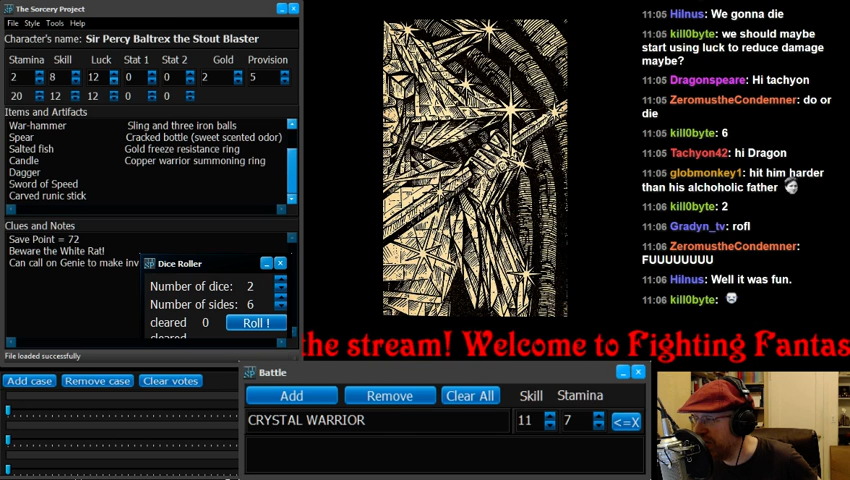 The Sorcery Project
File Style Tools Help
Character's name: Sir Percy Baltrex the Stout Blaster
Stamina Skill Luck Stat 1 Stat 2 Gold Provision
2 8 12 0 0 2 5
20 12 12 0 0
Items and Artifacts
War-hammer Sling and three iron balls
Spear Cracked bottle (sweet scented odor)
Salted fish Gold freeze resistance ring
Candle Copper warrior summoning ring
Dagger
Sword of Speed
Carved runic stick
Clues and Notes
Save Point = 72
Beware the White Rat!
Can call on Genie to make inv
Dice Roller
Number of dice: 2
Number of sides: 6
cleared 0 Roll !
cleared
File loaded successfully
Add case Remove case Clear votes
11:05 Hilnus: We gonna die
11:05 kill0byte: we should maybe
start using luck to reduce damage
maybe?
11:05 Dragonspeare: Hi tachyon
11:05 ZeromustheCondemner: do or
die
11:05 kill0byte: 6
11:05 Tachyon42: hi Dragon
11:05 globmonkey1: hit him harder
than his alchoholic father
11:05 kill0byte: 2
11:05 Gradyn_tv: rofl
11:05 ZeromustheCondemner:
FUUUUUUUU
11:05 Hilnus: Well it was fun.
11:06 kill0byte:
the stream! Welcome to Fighting Fantas
Battle
Add Remove Clear All Skill Stamina
CRYSTAL WARRIOR 11 7 <=X